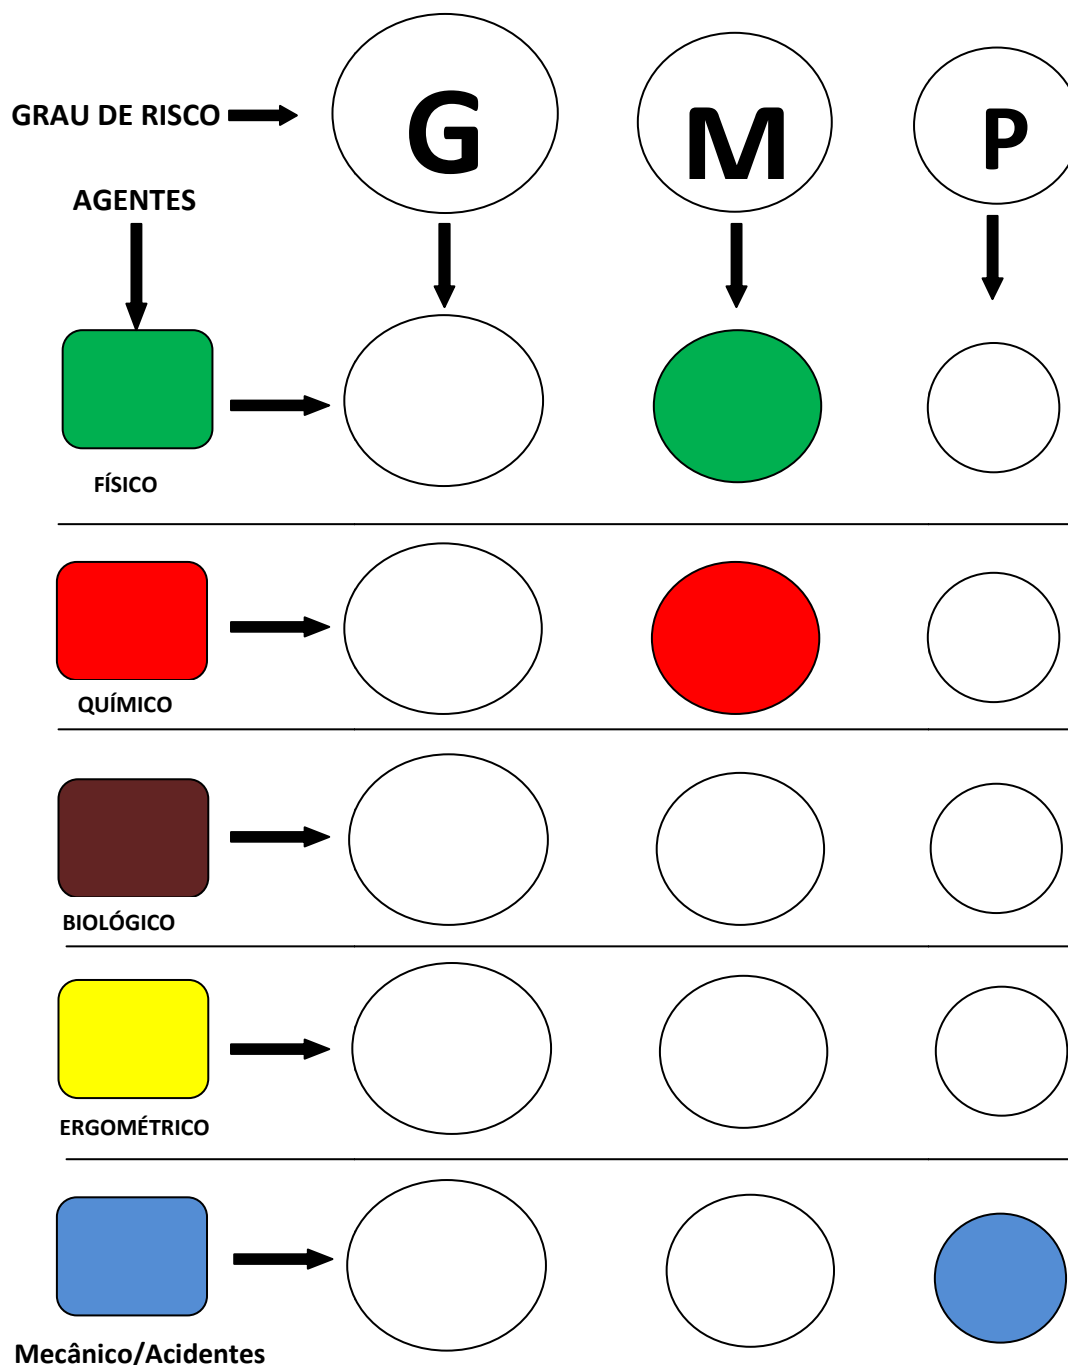 GRAU DE RISCO
G
M
P
AGENTES
FÍSICO
QUÍMICO
BIOLÓGICO
ERGOMÉTRICO
Mecânico/Acidentes